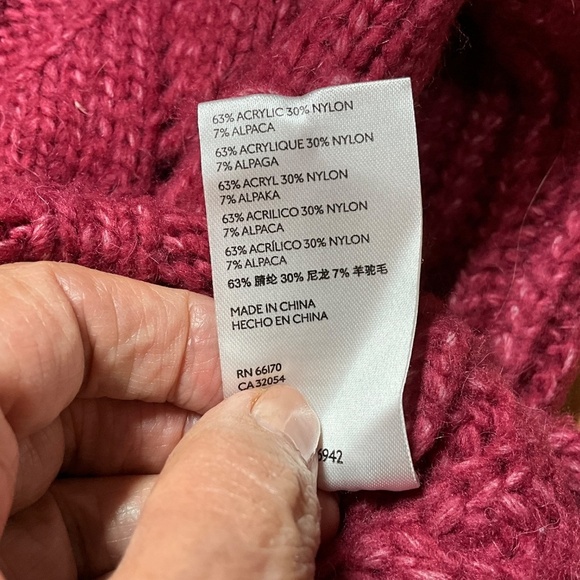 63% ACRYLIC 30% NYLON
7% ALPACA
63% ACRYLIQUE 30% NYLON
7% ALPAGA
63% ACRYL 30% NYLON
7% ALPAKA
63% ACRILICO 30% NYLON
7% ALPACA
63% ACRÍLICO 30% NYLON
7% ALPACA
63% 腈纶 30% 尼龙 7% 羊驼毛
MADE IN CHINA
HECHO EN CHINA
RN 66170
CA 32054
6942